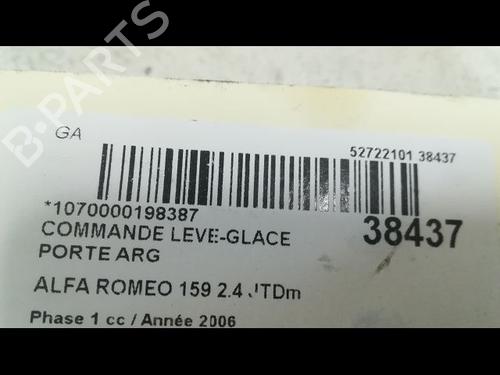 B-PARTS
GA
52722101 38437
*1070000198387
38437
COMMANDE LEVE-GLACE
PORTE ARG
ALFA ROMEO 159 2.4 JTDm
Phase 1 cc / Année 2006